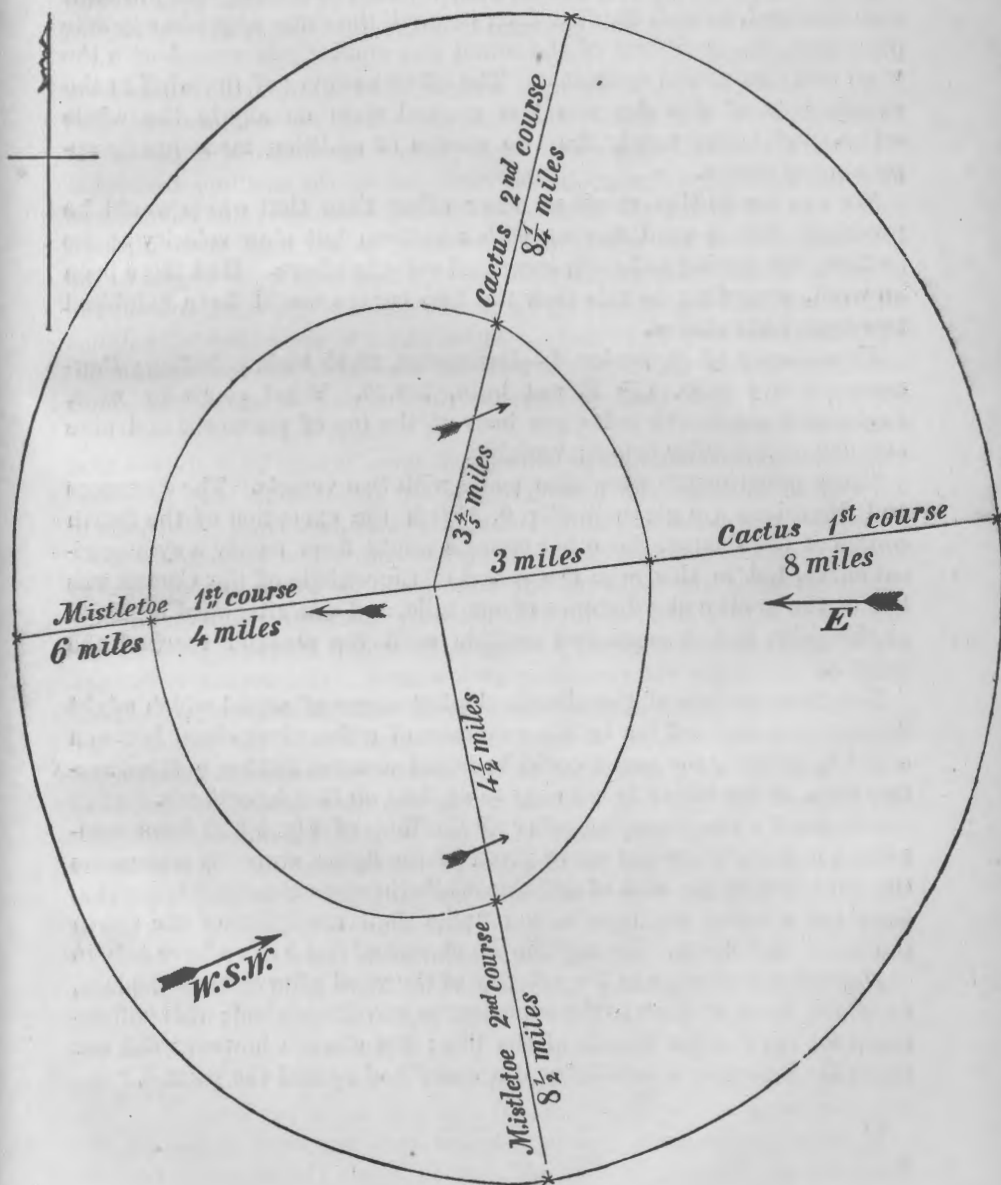 Cactus 2nd course
8¼ miles
3⅘ miles
3 miles
Cactus 1st course
8 miles
E
Mistletoe 1st course
6 miles 4 miles
4½ miles
W.S.W.
Mistletoe 2nd course
8½ miles